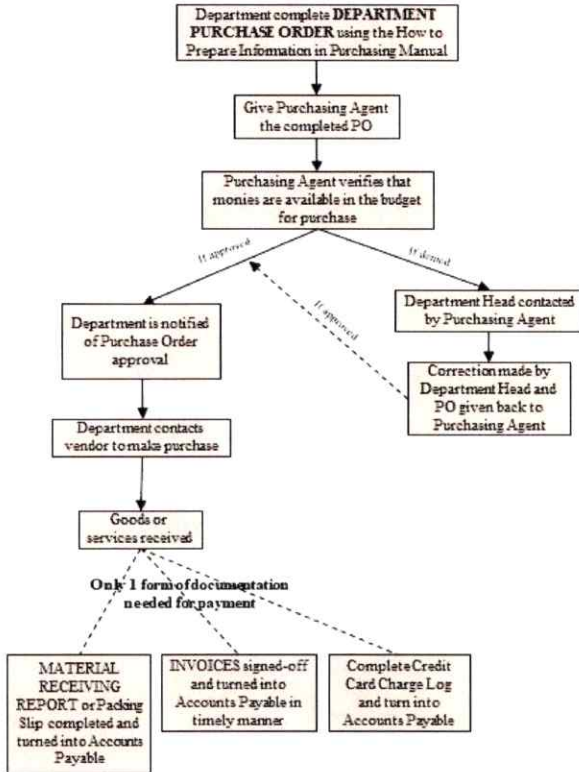 Department complete DEPARTMENT
PURCHASE ORDER using the How to
Prepare Information in Purchasing Manual
Give Purchasing Agent
the completed PO
Purchasing Agent verifies that
monies are available in the budget
for purchase
If approved
If denied
If approved
Department is notified
of Purchase Order
approval
Department Head contacted
by Purchasing Agent
Correction made by
Department Head and
PO given back to
Purchasing Agent
Department contacts
vendor to make purchase
Goods or
services received
Only 1 form of documentation
needed for payment
MATERIAL
RECEIVING
REPORT or Packing
Slip completed and
turned into Accounts
Payable
INVOICES signed-off
and turned into
Accounts Payable in
timely manner
Complete Credit
Card Charge Log
and turn into
Accounts Payable